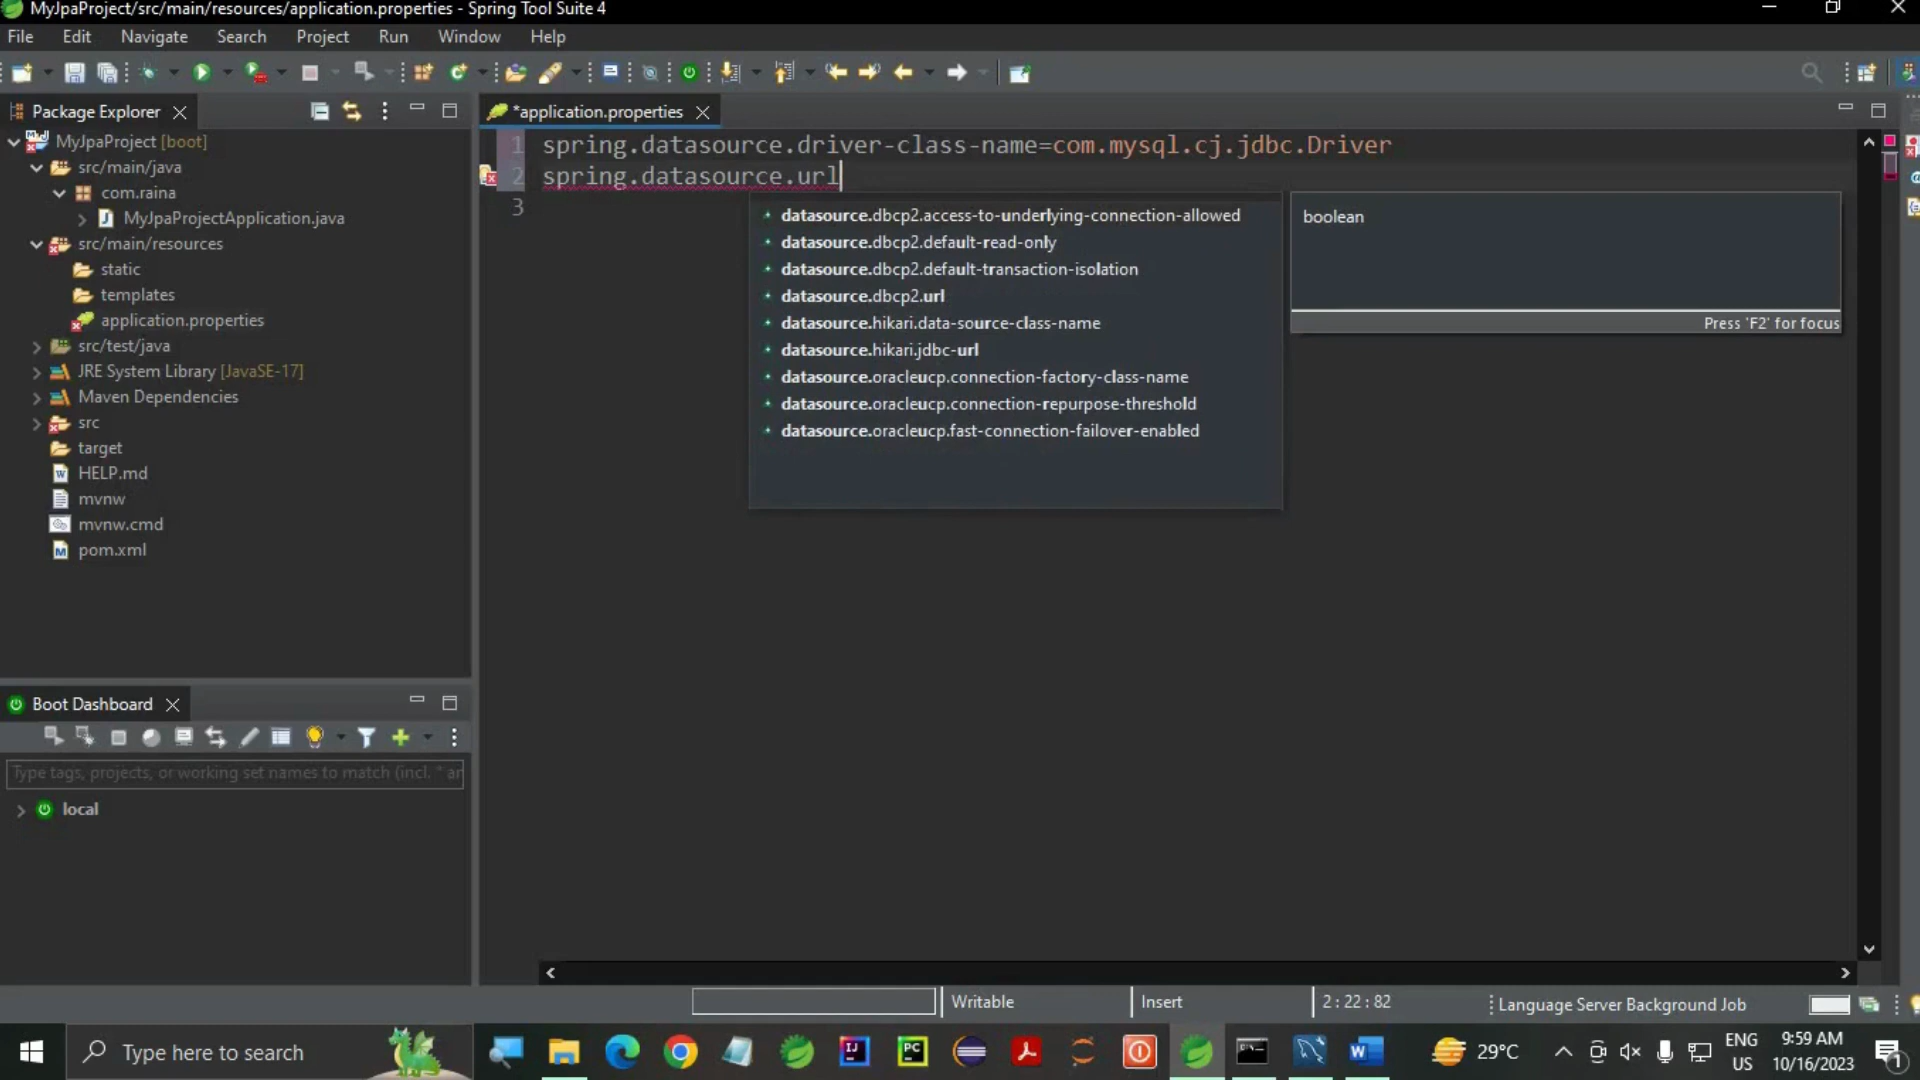 MyJpaProject/src/main/resources/application.properties - Spring Tool Suite 4
File Edit Navigate Search Project Run Window Help
Package Explorer
*application.properties
MyJpaProject [boot]
src/main/java
com.raina
MyJpaProjectApplication.java
src/main/resources
static
templates
application.properties
src/test/java
JRE System Library [JavaSE-17]
Maven Dependencies
src
target
HELP.md
mvnw
mvnw.cmd
pom.xml
1 spring.datasource.driver-class-name=com.mysql.cj.jdbc.Driver
2 spring.datasource.url
3
datasource.dbcp2.access-to-underlying-connection-allowed
datasource.dbcp2.default-read-only
datasource.dbcp2.default-transaction-isolation
datasource.dbcp2.url
datasource.hikari.data-source-class-name
datasource.hikari.jdbc-url
datasource.oracleucp.connection-factory-class-name
datasource.oracleucp.connection-repurpose-threshold
datasource.oracleucp.fast-connection-failover-enabled
boolean
Press 'F2' for focus
Boot Dashboard
Type tags, projects, or working set names to match (incl. * ar
local
Writable
Insert
2 : 22 : 82
Language Server Background Job
Type here to search
29°C
ENG
US
9:59 AM
10/16/2023
1